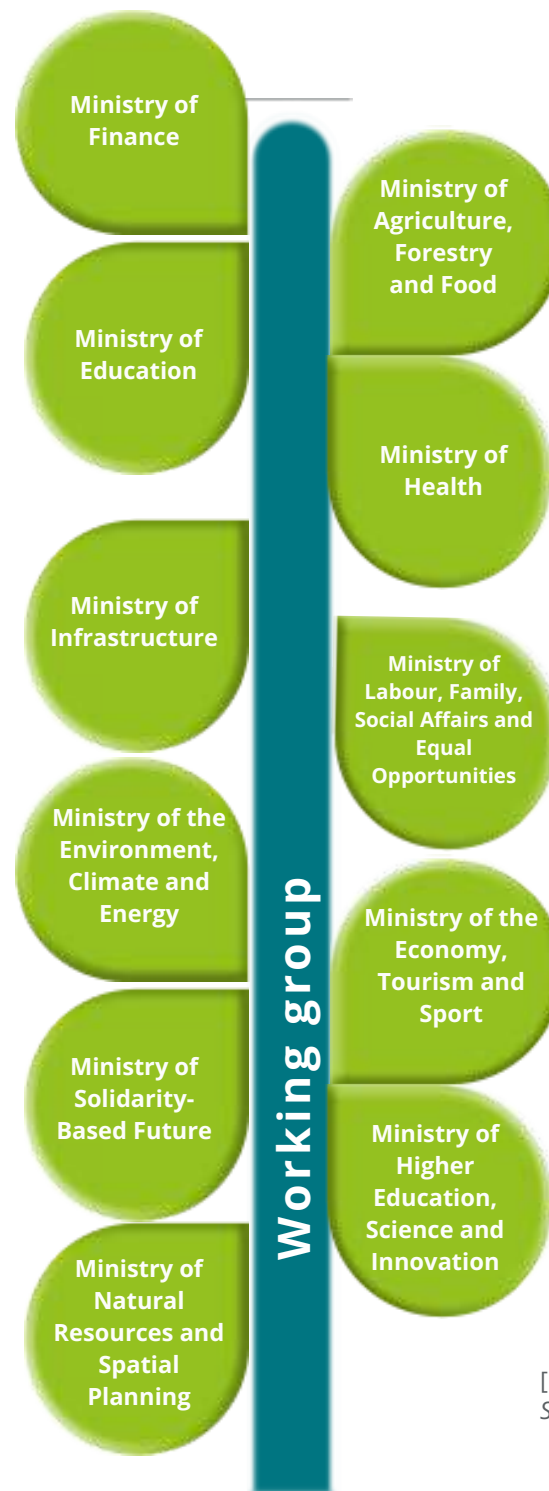 Ministry of
Finance
Ministry of
Agriculture,
Forestry
and Food
Ministry of
Education
Ministry of
Health
Ministry of
Infrastructure
Ministry of
Labour, Family,
Social Affairs and
Equal
Opportunities
Ministry of the
Environment,
Climate and
Energy
Ministry of the
Economy,
Tourism and
Sport
Ministry of
Solidarity-
Based Future
Ministry of
Higher
Education,
Science and
Innovation
Ministry of
Natural
Resources and
Spatial
Planning
Working group
[
S